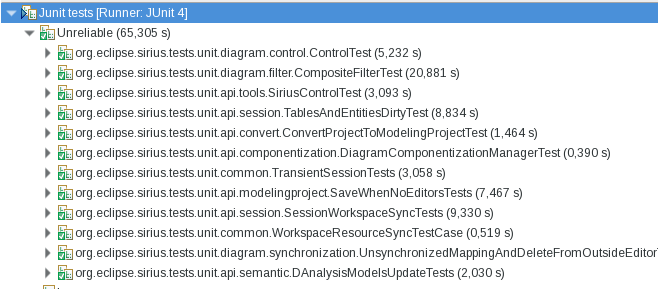 Junit tests [Runner: JUnit 4]
Unreliable (65,305 s)
org.eclipse.sirius.tests.unit.diagram.control.ControlTest (5,232 s)
org.eclipse.sirius.tests.unit.diagram.filter.CompositeFilterTest (20,881 s)
org.eclipse.sirius.tests.unit.api.tools.SiriusControlTest (3,093 s)
org.eclipse.sirius.tests.unit.api.session.TablesAndEntitiesDirtyTest (8,834 s)
org.eclipse.sirius.tests.unit.api.convert.ConvertProjectToModelingProjectTest (1,464 s)
org.eclipse.sirius.tests.unit.api.componentization.DiagramComponentizationManagerTest (0,390 s)
org.eclipse.sirius.tests.unit.common.TransientSessionTests (3,058 s)
org.eclipse.sirius.tests.unit.api.modelingproject.SaveWhenNoEditorsTests (7,467 s)
org.eclipse.sirius.tests.unit.api.session.SessionWorkspaceSyncTests (9,330 s)
org.eclipse.sirius.tests.unit.common.WorkspaceResourceSyncTestCase (0,519 s)
org.eclipse.sirius.tests.unit.diagram.synchronization.UnsynchronizedMappingAndDeleteFromOutsideEditorT
org.eclipse.sirius.tests.unit.api.semantic.DAnalysisModelsUpdateTests (2,030 s)